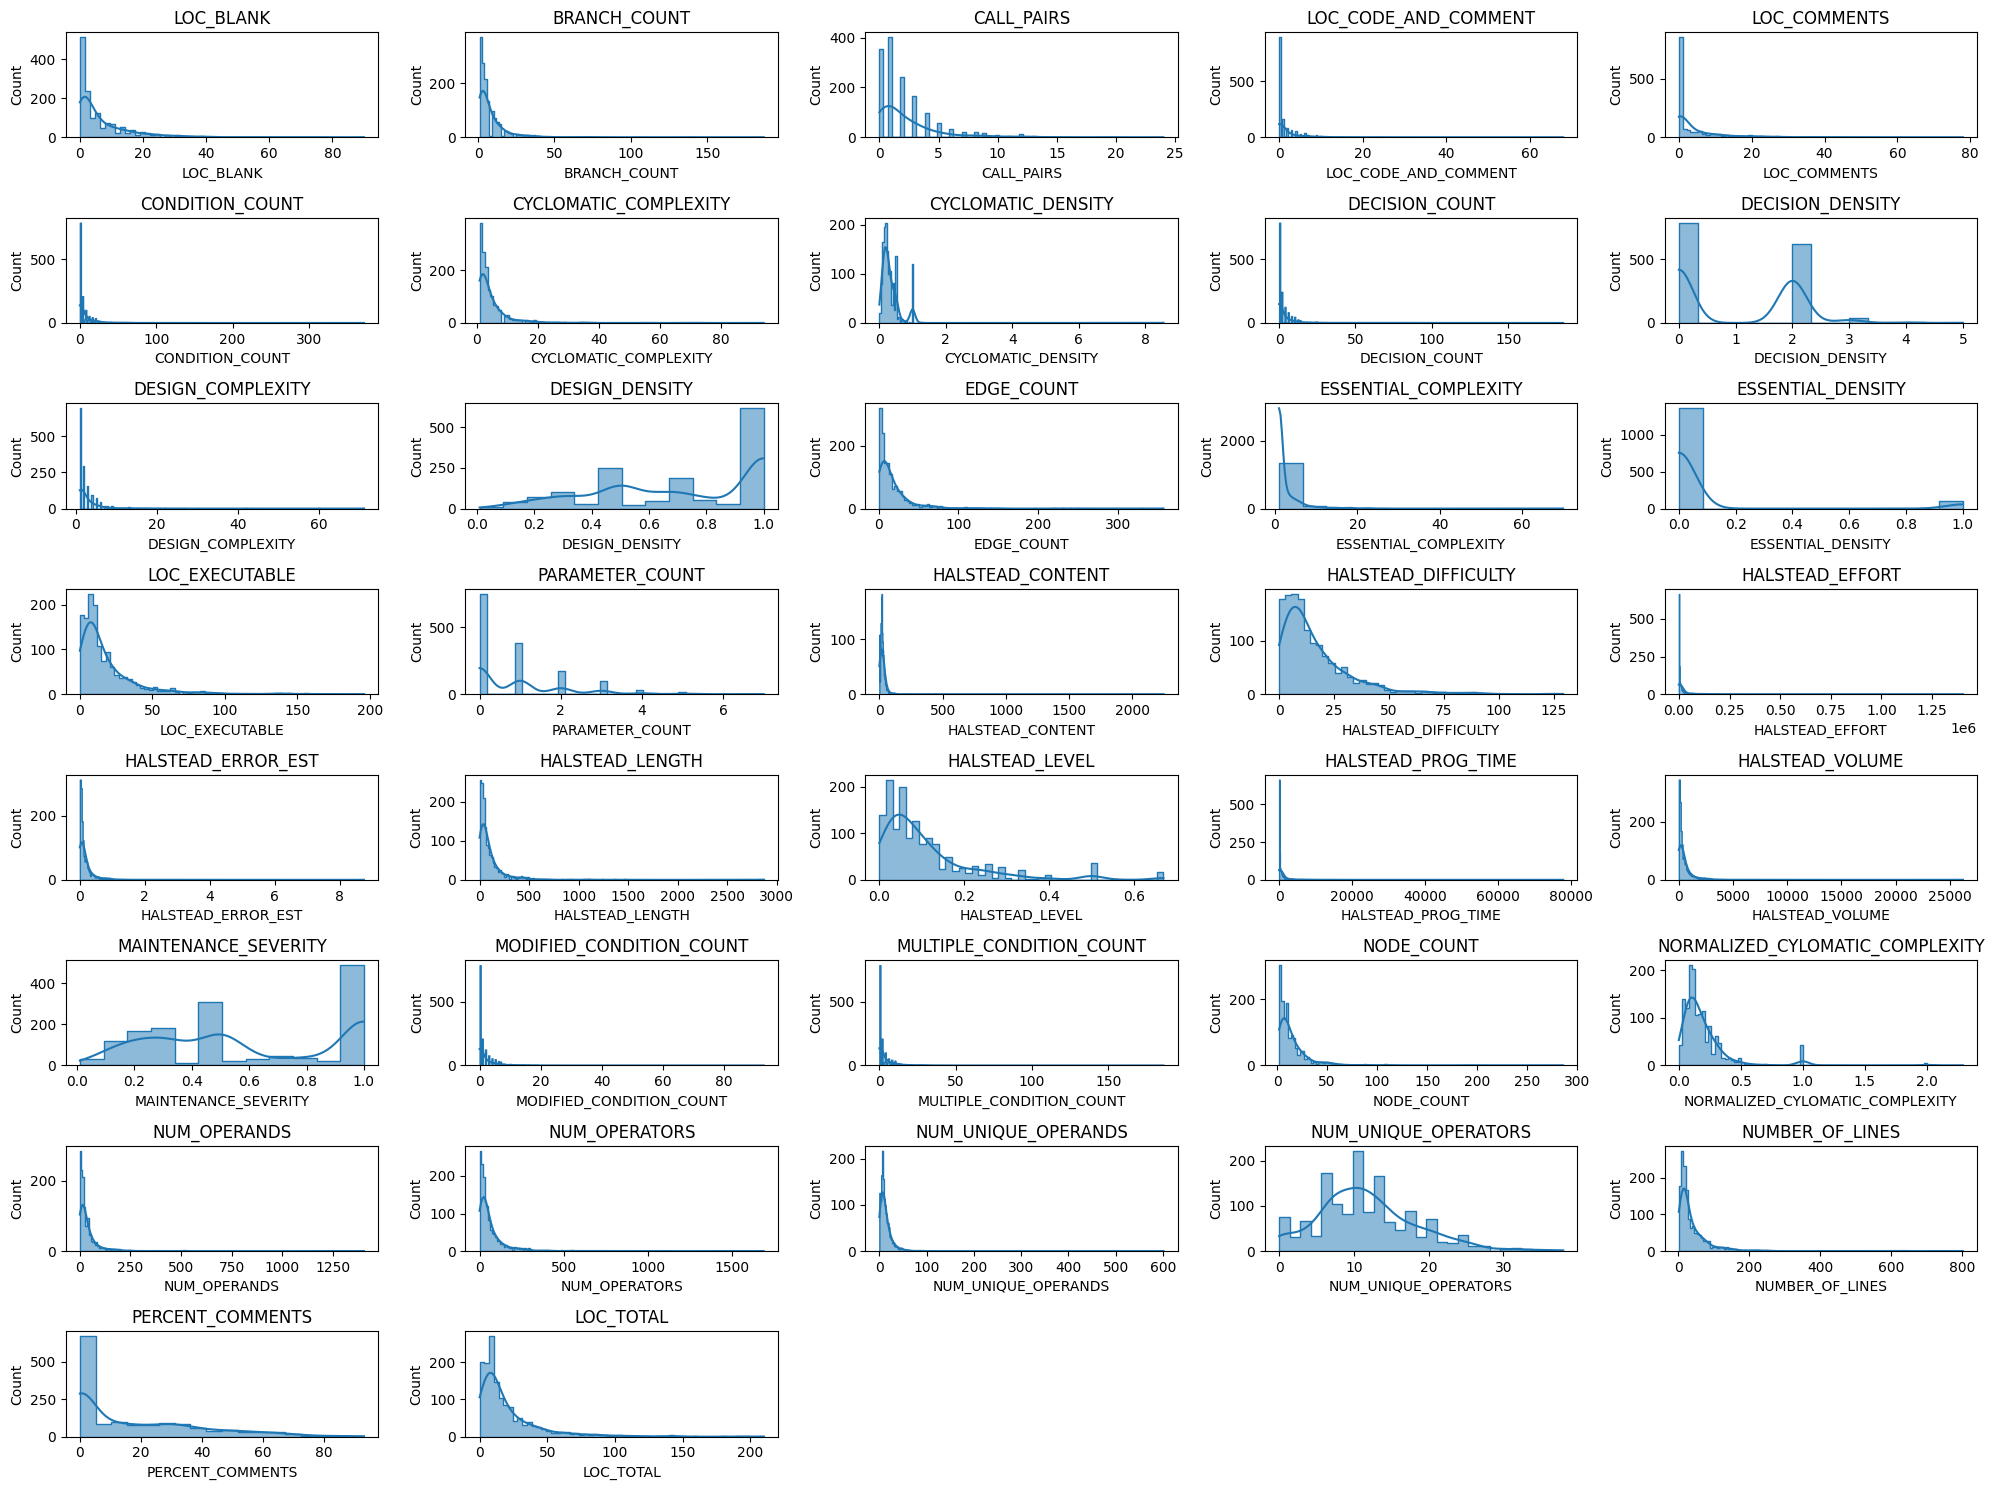 LOC_BLANK BRANCH_COUNT CALL_PAIRS LOC_CODE_AND_COMMENT LOC_COMMENTS
Count 400 200 0 Count 200 0 Count 400 300 200 100 0 Count 500 0 Count 500 0
0 20 40 60 80 0 50 100 150 0 5 10 15 20 25 0 20 40 60 0 20 40 60 80
LOC_BLANK BRANCH_COUNT CALL_PAIRS LOC_CODE_AND_COMMENT LOC_COMMENTS
CONDITION_COUNT CYCLOMATIC_COMPLEXITY CYCLOMATIC_DENSITY DECISION_COUNT DECISION_DENSITY
Count 500 0 Count 200 0 Count 200 100 0 Count 500 0 Count 500 0
0 100 200 300 0 20 40 60 80 0 2 4 6 8 0 50 100 150 0 1 2 3 4 5
CONDITION_COUNT CYCLOMATIC_COMPLEXITY CYCLOMATIC_DENSITY DECISION_COUNT DECISION_DENSITY
DESIGN_COMPLEXITY DESIGN_DENSITY EDGE_COUNT ESSENTIAL_COMPLEXITY ESSENTIAL_DENSITY
Count 500 250 0 Count 500 250 0 Count 200 0 Count 2000 0 Count 1000 500 0
0 20 40 60 0.0 0.2 0.4 0.6 0.8 1.0 0 100 200 300 0 20 40 60 0.0 0.2 0.4 0.6 0.8 1.0
DESIGN_COMPLEXITY DESIGN_DENSITY EDGE_COUNT ESSENTIAL_COMPLEXITY ESSENTIAL_DENSITY
LOC_EXECUTABLE PARAMETER_COUNT HALSTEAD_CONTENT HALSTEAD_DIFFICULTY HALSTEAD_EFFORT
Count 200 100 0 Count 500 0 Count 100 0 Count 100 0 Count 500 250 0
0 50 100 150 200 0 2 4 6 0 500 1000 1500 2000 0 25 50 75 100 125 0.00 0.25 0.50 0.75 1.00 1.25
LOC_EXECUTABLE PARAMETER_COUNT HALSTEAD_CONTENT HALSTEAD_DIFFICULTY HALSTEAD_EFFORT 1e6
HALSTEAD_ERROR_EST HALSTEAD_LENGTH HALSTEAD_LEVEL HALSTEAD_PROG_TIME HALSTEAD_VOLUME
Count 200 0 Count 200 100 0 Count 200 100 0 Count 500 250 0 Count 200 0
0 2 4 6 8 0 500 1000 1500 2000 2500 3000 0.0 0.2 0.4 0.6 0 20000 40000 60000 80000 0 5000 10000 15000 20000 25000
HALSTEAD_ERROR_EST HALSTEAD_LENGTH HALSTEAD_LEVEL HALSTEAD_PROG_TIME HALSTEAD_VOLUME
MAINTENANCE_SEVERITY MODIFIED_CONDITION_COUNT MULTIPLE_CONDITION_COUNT NODE_COUNT NORMALIZED_CYLOMATIC_COMPLEXITY
Count 400 200 0 Count 500 0 Count 500 0 Count 200 0 Count 200 100 0
0.0 0.2 0.4 0.6 0.8 1.0 0 20 40 60 80 0 50 100 150 0 50 100 150 200 250 300 0.0 0.5 1.0 1.5 2.0
MAINTENANCE_SEVERITY MODIFIED_CONDITION_COUNT MULTIPLE_CONDITION_COUNT NODE_COUNT NORMALIZED_CYLOMATIC_COMPLEXITY
NUM_OPERANDS NUM_OPERATORS NUM_UNIQUE_OPERANDS NUM_UNIQUE_OPERATORS NUMBER_OF_LINES
Count 200 0 Count 200 100 0 Count 200 100 0 Count 200 100 0 Count 200 100 0
0 250 500 750 1000 1250 0 500 1000 1500 0 100 200 300 400 500 600 0 10 20 30 0 200 400 600 800
NUM_OPERANDS NUM_OPERATORS NUM_UNIQUE_OPERANDS NUM_UNIQUE_OPERATORS NUMBER_OF_LINES
PERCENT_COMMENTS LOC_TOTAL
Count 500 250 0 Count 200 100 0
0 20 40 60 80 0 50 100 150 200
PERCENT_COMMENTS LOC_TOTAL